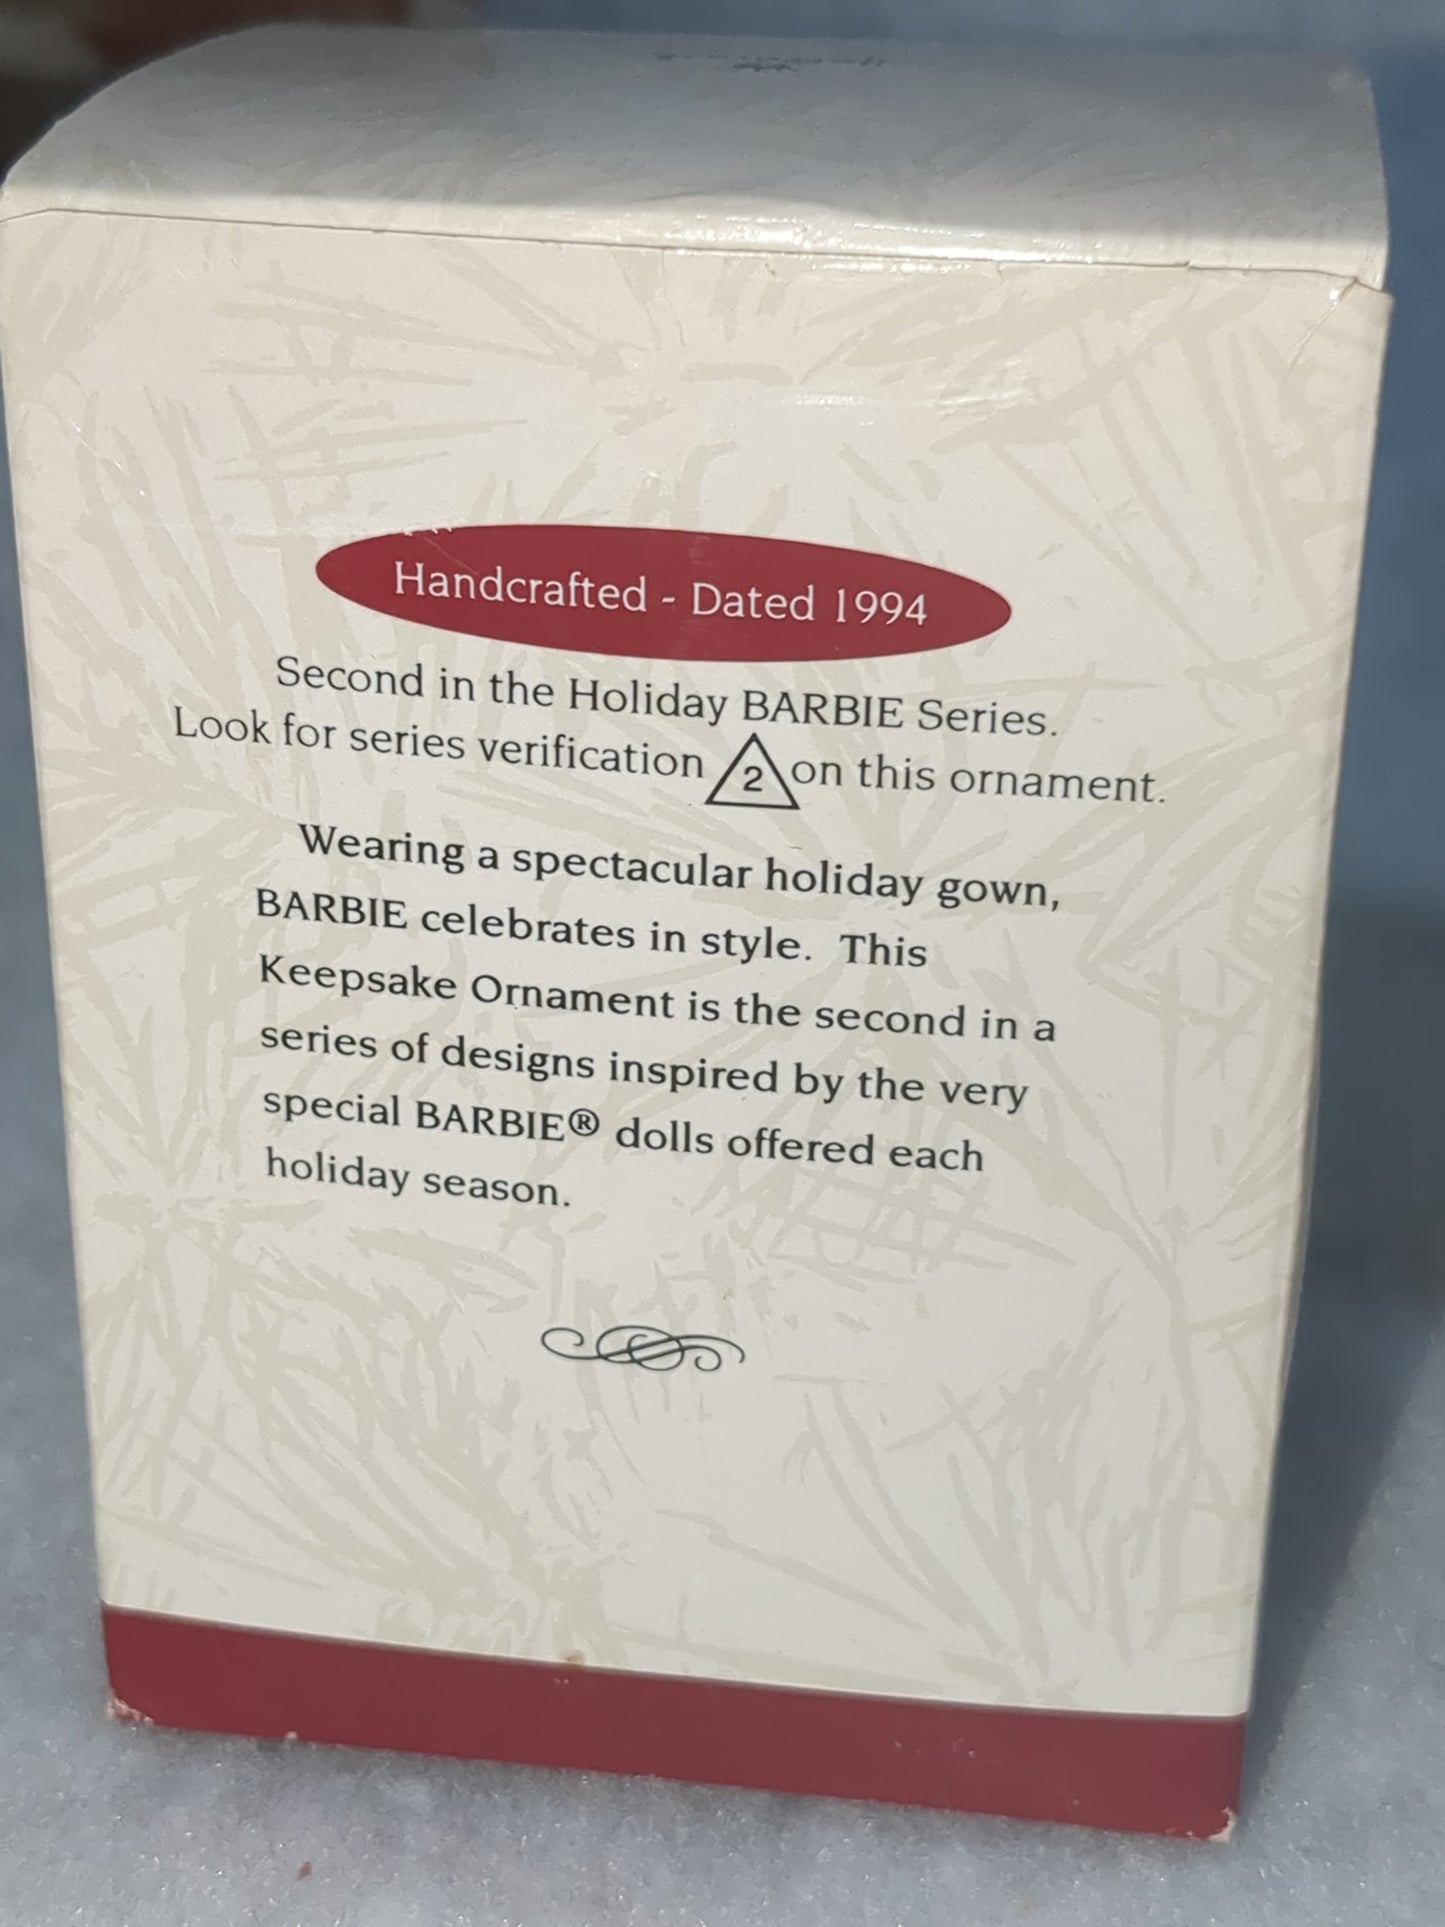 Handcrafted - Dated 1994
Second in the Holiday BARBIE Series.
Look for series verification 2 on this ornament.
Wearing a spectacular holiday gown,
BARBIE celebrates in style. This
Keepsake Ornament is the second in a
series of designs inspired by the very
special BARBIE® dolls offered each
holiday season.